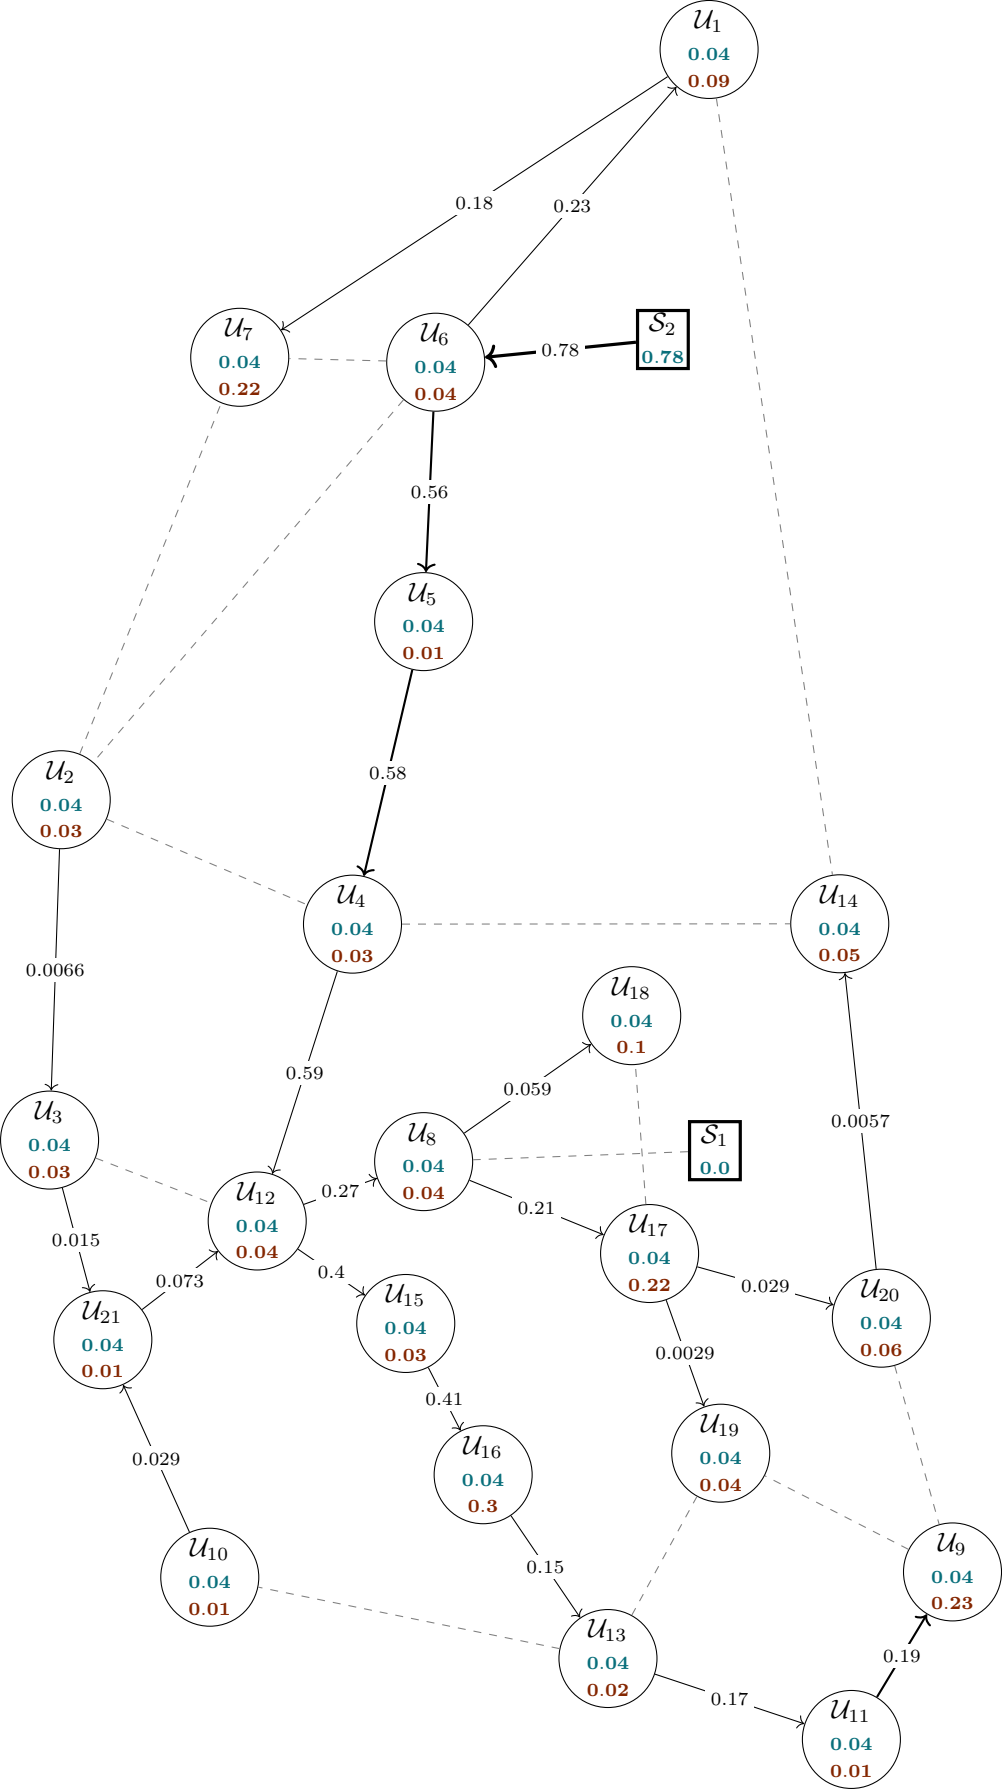 𝒰₁
0.04
0.09
0.18
0.23
𝒰₇
0.04
0.22
𝒰₆
0.04
0.04
0.78
𝒮₂
0.78
0.56
𝒰₅
0.04
0.01
0.58
𝒰₂
0.04
0.03
𝒰₄
0.04
0.03
𝒰₁₄
0.04
0.05
0.0066
𝒰₁₈
0.04
0.1
0.59
0.059
𝒰₃
0.04
0.03
𝒰₈
0.04
0.04
𝒮₁
0.0
0.0057
𝒰₁₂
0.04
0.04
0.27
0.21
𝒰₁₇
0.04
0.22
0.015
0.073
0.4
0.029
𝒰₂₁
0.04
0.01
𝒰₁₅
0.04
0.03
𝒰₂₀
0.04
0.06
0.0029
0.41
𝒰₁₉
0.04
0.04
0.029
𝒰₁₆
0.04
0.3
𝒰₁₀
0.04
0.01
0.15
𝒰₉
0.04
0.23
𝒰₁₃
0.04
0.02
0.19
0.17
𝒰₁₁
0.04
0.01